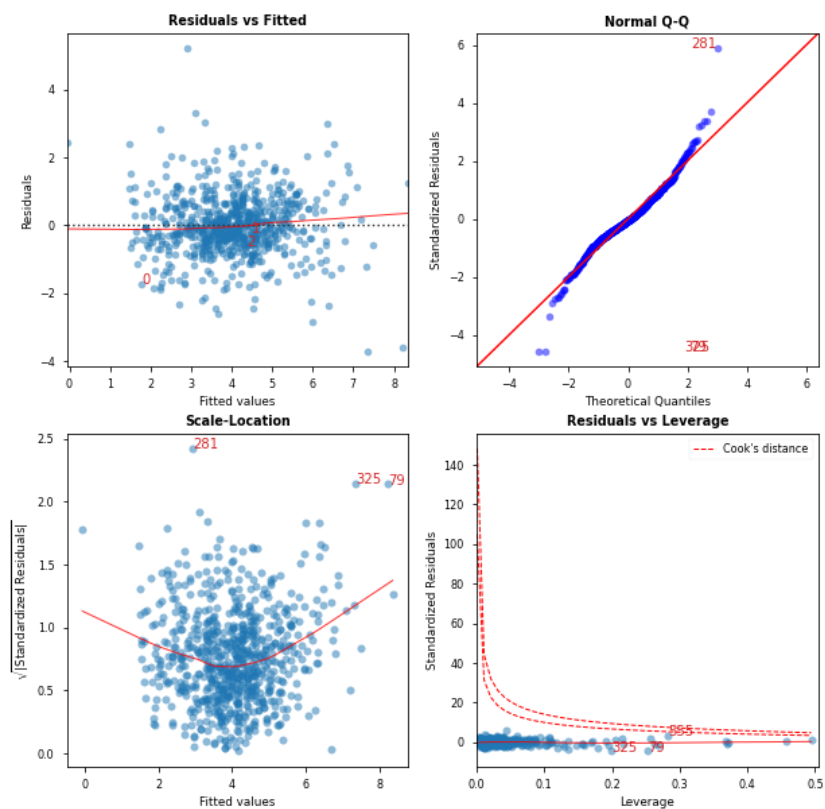 Residuals vs Fitted
Residuals
4
2
0
−2
−4
0
0 1 2 3 4 5 6 7 8
Fitted values
Normal Q-Q
Standardized Residuals
6
4
2
0
−2
−4
281
−4 −2 0 2 4 6
Theoretical Quantiles
Scale-Location
√|Standardized Residuals|
2.5
2.0
1.5
1.0
0.5
0.0
281
325 79
0 2 4 6 8
Fitted values
Residuals vs Leverage
Cook's distance
Standardized Residuals
140
120
100
80
60
40
20
0
555
325 79
0.0 0.1 0.2 0.3 0.4 0.5
Leverage